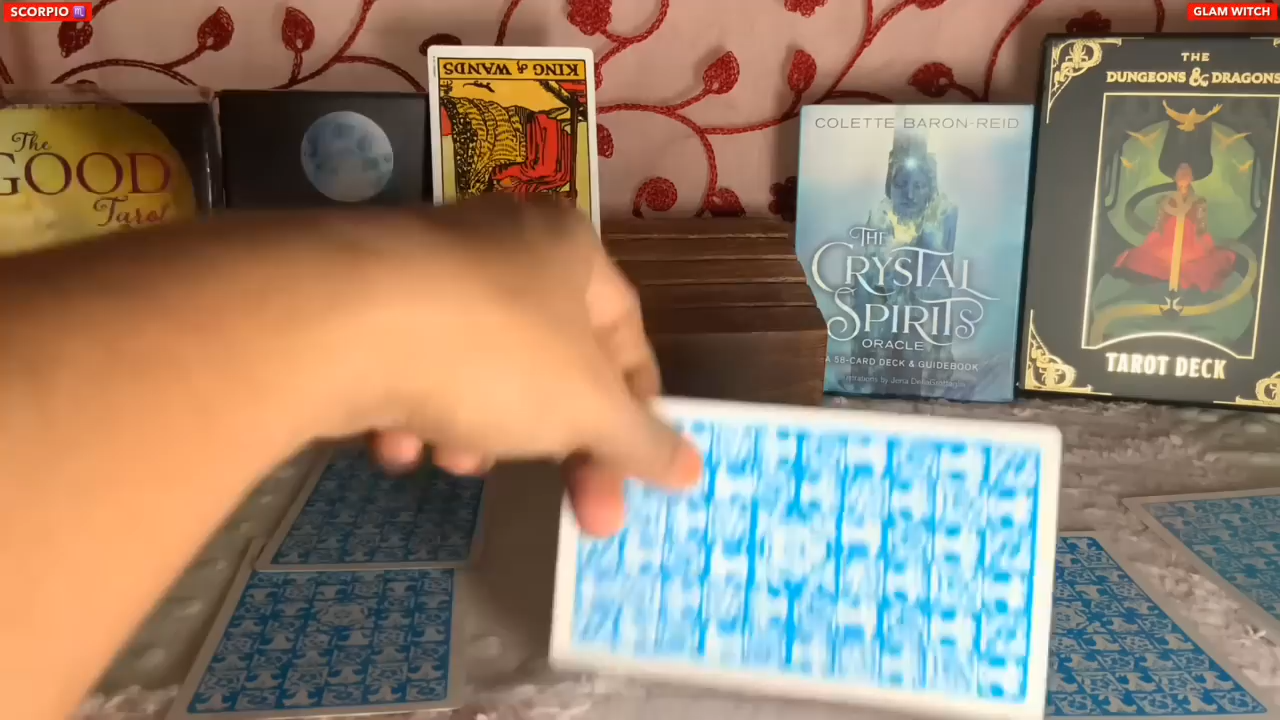 SCORPIO ♏
GLAM WITCH
KING of WANDS
The
GOOD
Tarot
COLETTE BARON-REID
THE
CRYSTAL
SPIRITS
ORACLE
A 58-CARD DECK & GUIDEBOOK
THE
DUNGEONS & DRAGONS
TAROT DECK